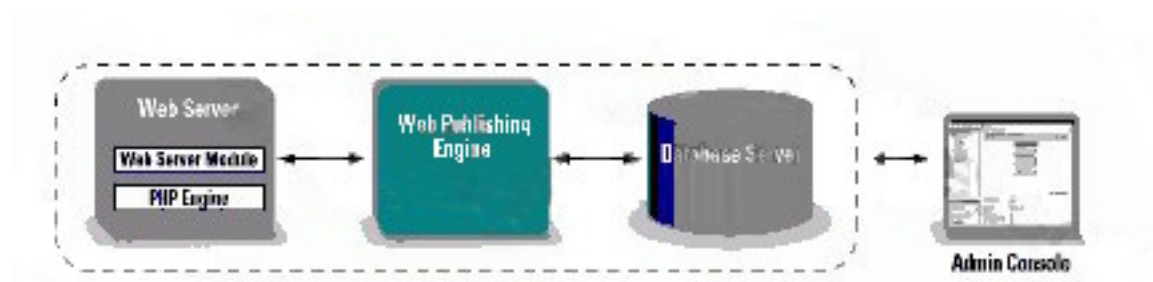 Web Server
Web Server Module
PHP Engine
Web Publishing
Engine
Database Server
Admin Console